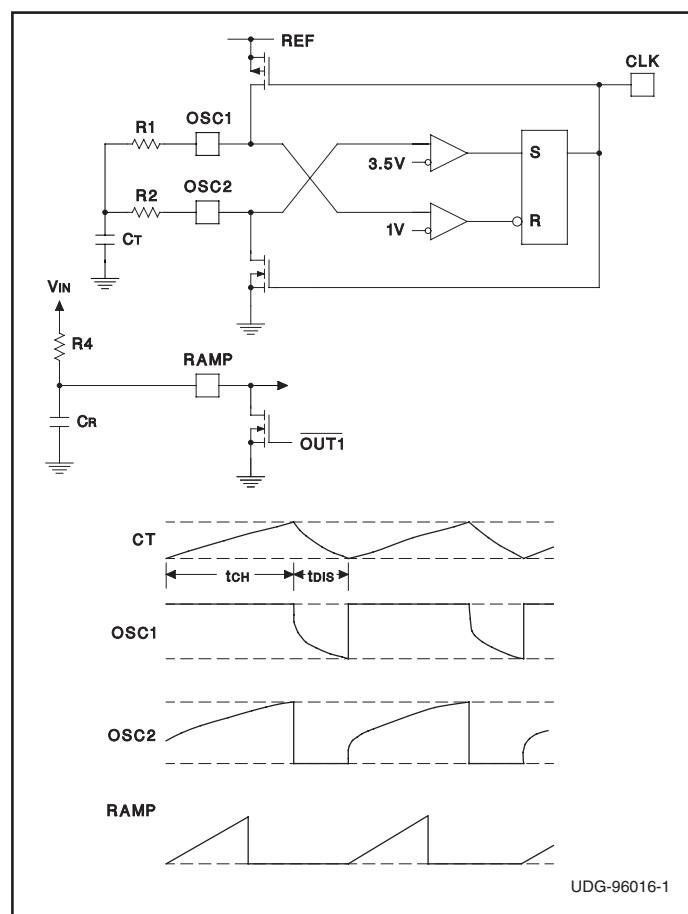 REF
CLK
OSC1
R1
3.5V
S
OSC2
R2
1V
R
CT
VIN
R4
RAMP
CR
OUT1
CT
tCH
tDIS
OSC1
OSC2
RAMP
UDG-96016-1